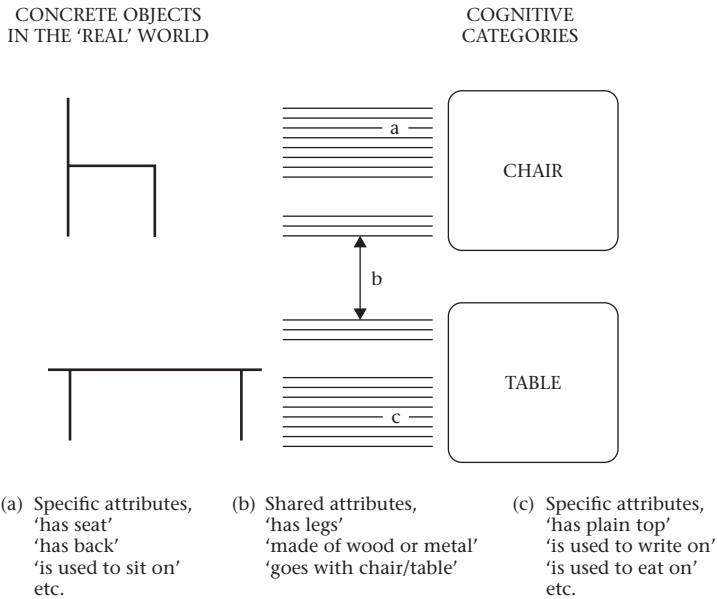 CONCRETE OBJECTS
IN THE ‘REAL’ WORLD
COGNITIVE
CATEGORIES
a
CHAIR
b
TABLE
c
(a) Specific attributes,
‘has seat’
‘has back’
‘is used to sit on’
etc.
(b) Shared attributes,
‘has legs’
‘made of wood or metal’
‘goes with chair/table’
(c) Specific attributes,
‘has plain top’
‘is used to write on’
‘is used to eat on’
etc.